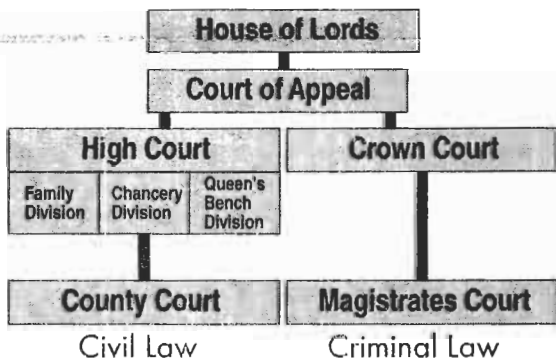 House of Lords
Court of Appeal
High Court
Crown Court
Family
Division
Chancery
Division
Queen's
Bench
Division
County Court
Magistrates Court
Civil Law
Criminal Law